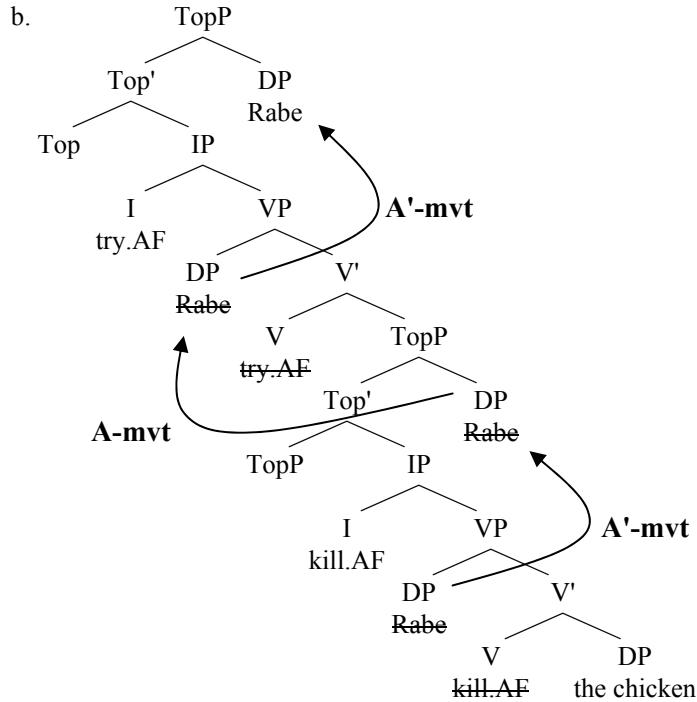 b. TopP
Top' DP
Rabe
Top IP
I VP A'-mvt
try.AF
DP V'
Rabe
V TopP
try.AF
Top' DP
A-mvt Rabe
TopP IP
I VP A'-mvt
kill.AF
DP V'
Rabe
V DP
kill.AF the chicken